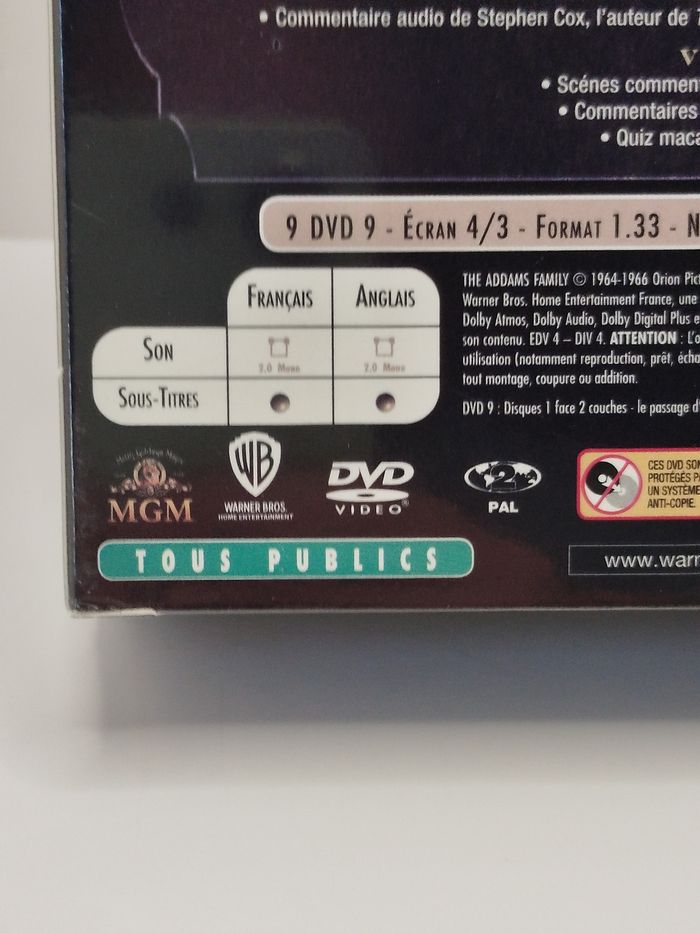 • Commentaire audio de Stephen Cox, l'auteur de
• Scénes commen
• Commentaires
• Quiz maca
9 DVD 9 - ÉCRAN 4/3 - FORMAT 1.33 - N
FRANÇAIS ANGLAIS
SON 2.0 Mono 2.0 Mono
SOUS-TITRES
THE ADDAMS FAMILY © 1964-1966 Orion Pict
Warner Bros. Home Entertainment France, une
Dolby Atmos, Dolby Audio, Dolby Digital Plus e
son contenu. EDV 4 – DIV 4. ATTENTION : L'o
utilisation (notamment reproduction, prêt, écha
tout montage, coupure ou addition.
DVD 9 : Disques 1 face 2 couches - le passage d'
MGM
WB
WARNER BROS.
HOME ENTERTAINMENT
DVD
VIDEO
2
PAL
CES DVD SON
PROTÉGÉS PA
UN SYSTÈME
ANTI-COPIE.
TOUS PUBLICS
www.warn